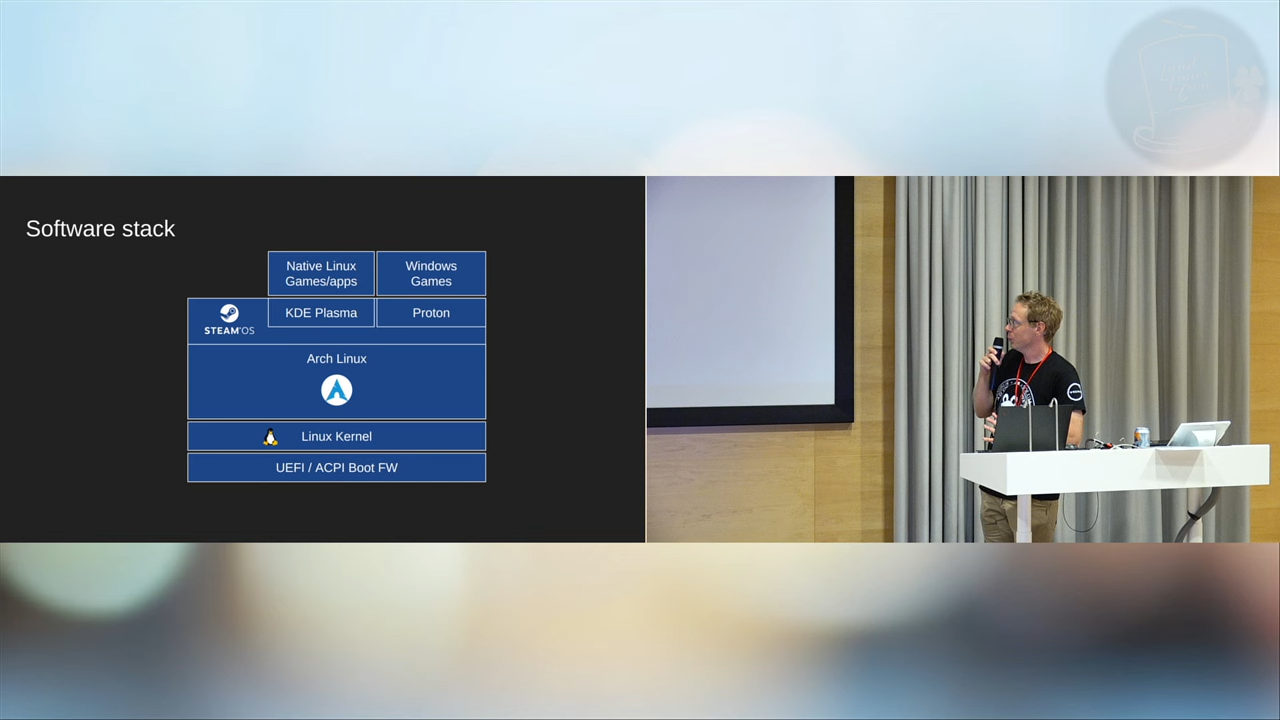 Software stack
Native Linux
Games/apps
Windows
Games
STEAM OS
KDE Plasma
Proton
Arch Linux
Linux Kernel
UEFI / ACPI Boot FW